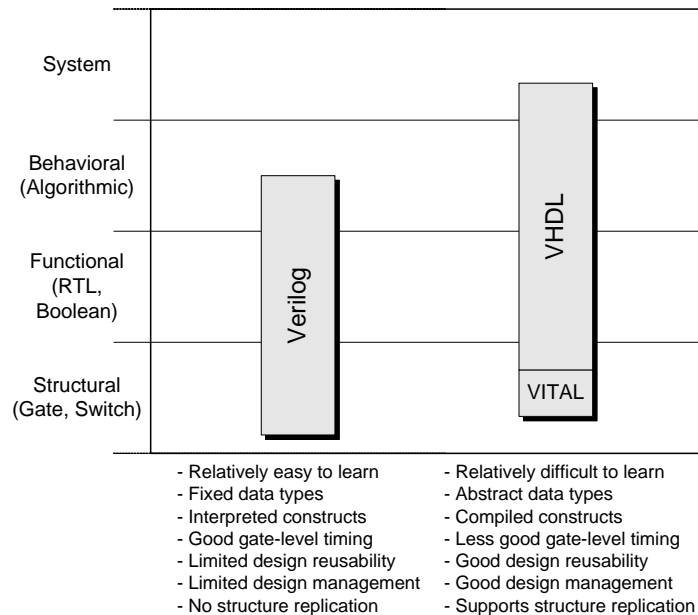 System
Behavioral
(Algorithmic)
Functional
(RTL,
Boolean)
Structural
(Gate, Switch)
Verilog
VHDL
VITAL
- Relatively easy to learn
- Fixed data types
- Interpreted constructs
- Good gate-level timing
- Limited design reusability
- Limited design management
- No structure replication
- Relatively difficult to learn
- Abstract data types
- Compiled constructs
- Less good gate-level timing
- Good design reusability
- Good design management
- Supports structure replication